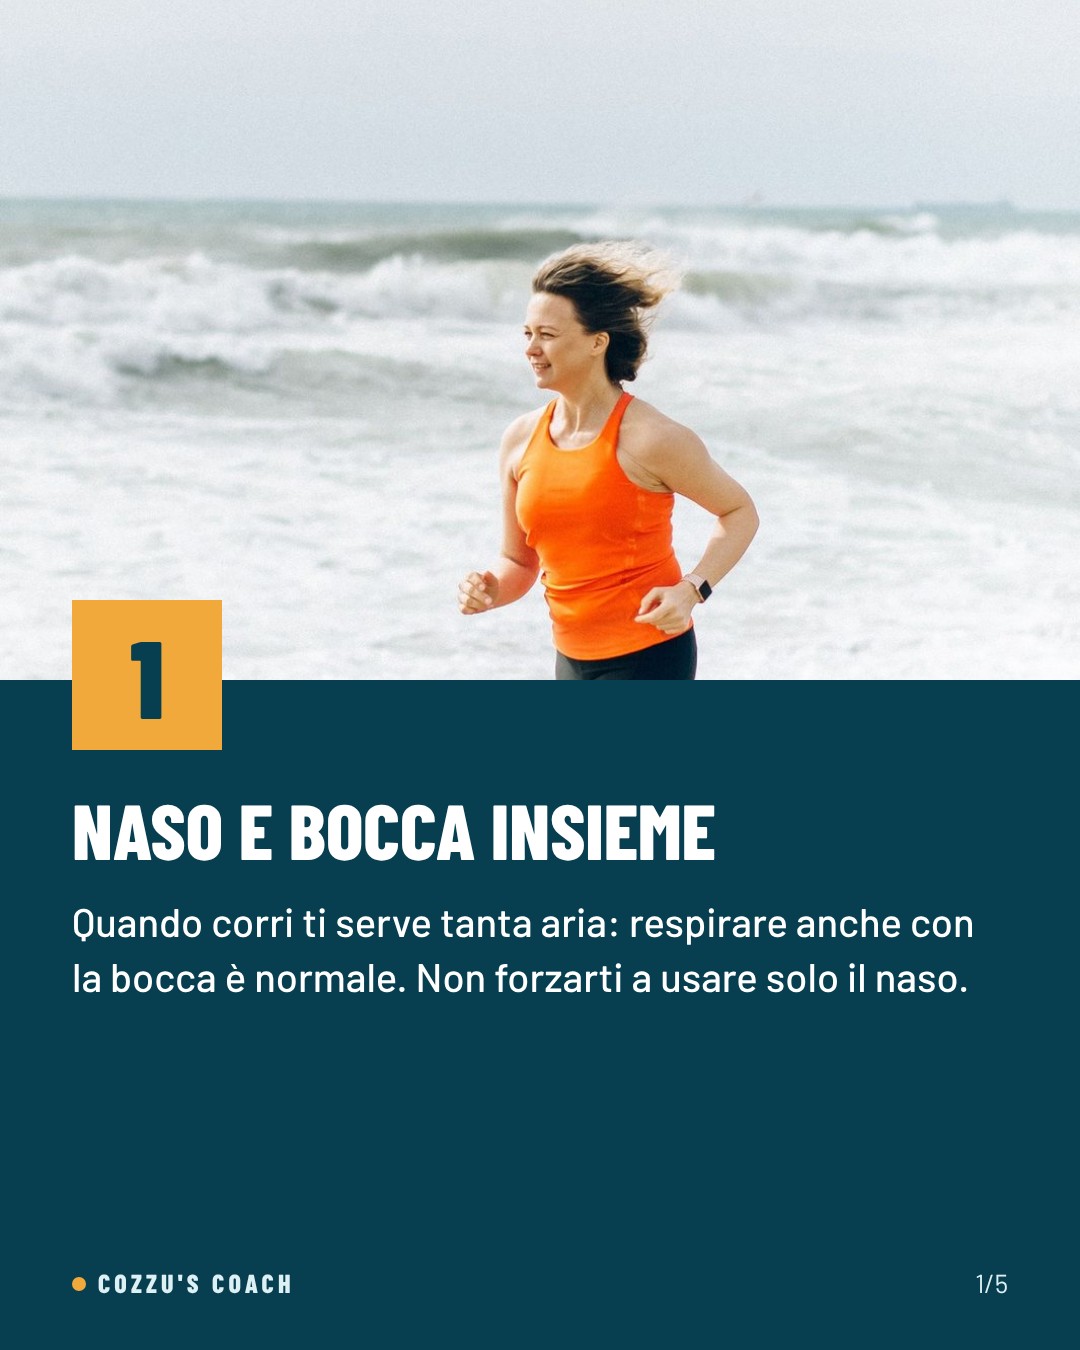 1
NASO E BOCCA INSIEME
Quando corri ti serve tanta aria: respirare anche con
la bocca è normale. Non forzarti a usare solo il naso.
COZZU'S COACH
1/5